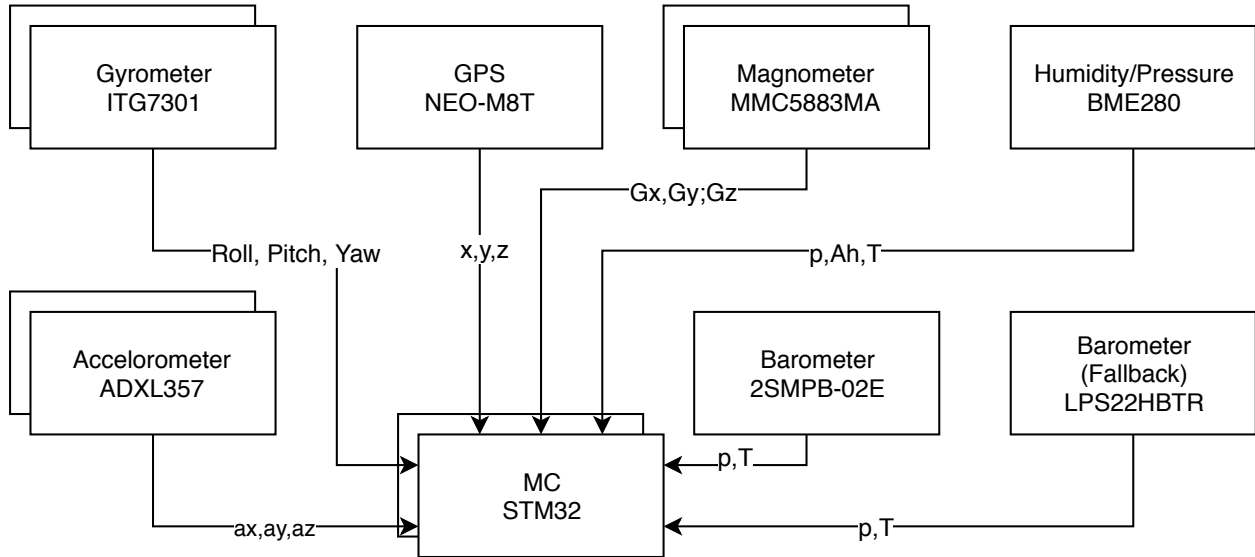 Gyrometer
ITG7301
GPS
NEO-M8T
Magnometer
MMC5883MA
Humidity/Pressure
BME280
Gx,Gy;Gz
Roll, Pitch, Yaw
x,y,z
p,Ah,T
Accelorometer
ADXL357
Barometer
2SMPB-02E
Barometer
(Fallback)
LPS22HBTR
MC
STM32
p,T
ax,ay,az
p,T